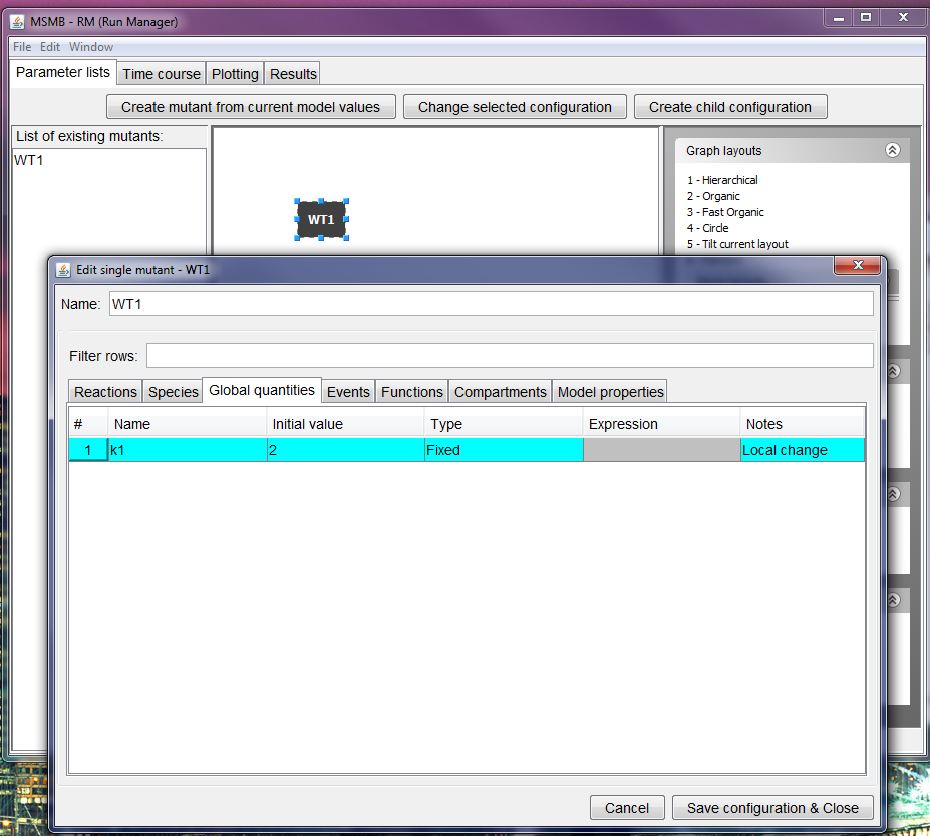 MSMB - RM (Run Manager)
File Edit Window
Parameter lists Time course Plotting Results
Create mutant from current model values Change selected configuration Create child configuration
List of existing mutants:
WT1
WT1
Graph layouts
1 - Hierarchical
2 - Organic
3 - Fast Organic
4 - Circle
5 - Tilt current layout
Edit single mutant - WT1
Name: WT1
Filter rows:
Reactions Species Global quantities Events Functions Compartments Model properties
# Name Initial value Type Expression Notes
1 k1 2 Fixed Local change
Cancel Save configuration & Close